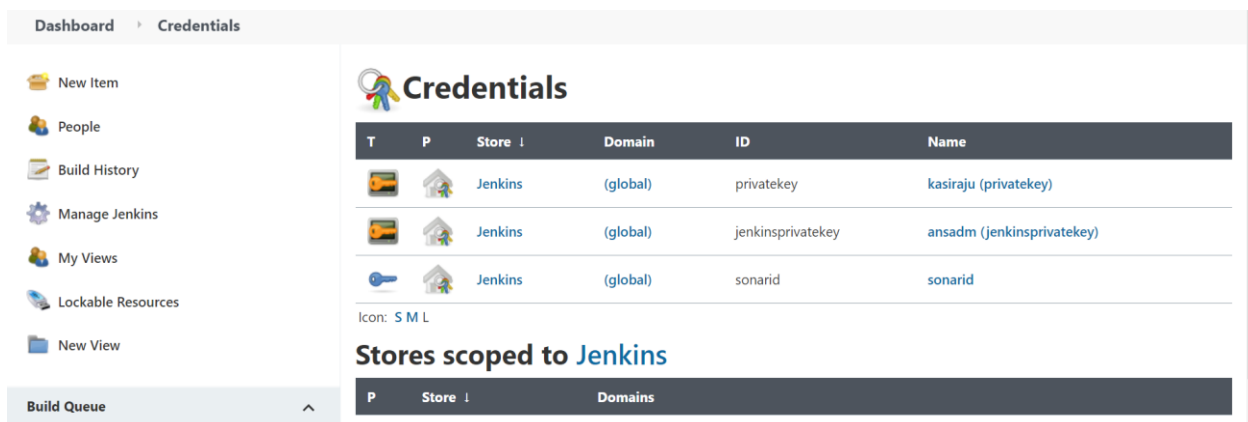 Dashboard Credentials
New Item
People
Build History
Manage Jenkins
My Views
Lockable Resources
New View
Build Queue
Credentials
T P Store ↓ Domain ID Name
Jenkins (global) privatekey kasiraju (privatekey)
Jenkins (global) jenkinsprivatekey ansadm (jenkinsprivatekey)
Jenkins (global) sonarid sonarid
Icon: S M L
Stores scoped to Jenkins
P Store ↓ Domains